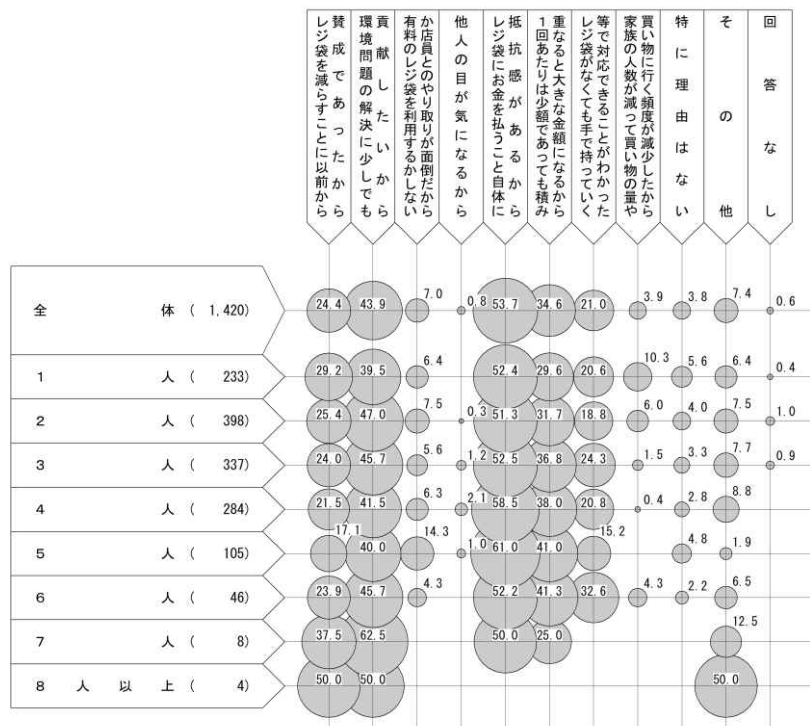 レジ袋を減らすことに以前から
賛成であったから
環境問題の解決に少しでも
貢献したいから
有料のレジ袋を利用するかしない
か店員とのやり取りが面倒だから
他人の目が気になるから
レジ袋にお金を払うこと自体に
抵抗感があるから
1回あたりは少額であっても積み
重なると大きな金額になるから
レジ袋がなくても手で持っていく
等で対応できることがわかった
家族の人数が減って買い物の量や
買い物に行く頻度が減少したから
特に理由はない
その他
回答なし
全体 ( 1,420) 24.4 43.9 7.0 0.8 53.7 34.6 21.0 3.9 3.8 7.4 0.6
1人 ( 233) 29.2 39.5 6.4 52.4 29.6 20.6 10.3 5.6 6.4 0.4
2人 ( 398) 25.4 47.0 7.5 0.3 51.3 31.7 18.8 6.0 4.0 7.5 1.0
3人 ( 337) 24.0 45.7 5.6 1.2 52.5 36.8 24.3 1.5 3.3 7.7 0.9
4人 ( 284) 21.5 41.5 6.3 2.1 58.5 38.0 20.8 0.4 2.8 8.8
5人 ( 105) 17.1 40.0 14.3 1.0 61.0 41.0 15.2 4.8 1.9
6人 ( 46) 23.9 45.7 4.3 52.2 41.3 32.6 4.3 2.2 6.5
7人 ( 8) 37.5 62.5 50.0 25.0 12.5
8人以上 ( 4) 50.0 50.0 50.0